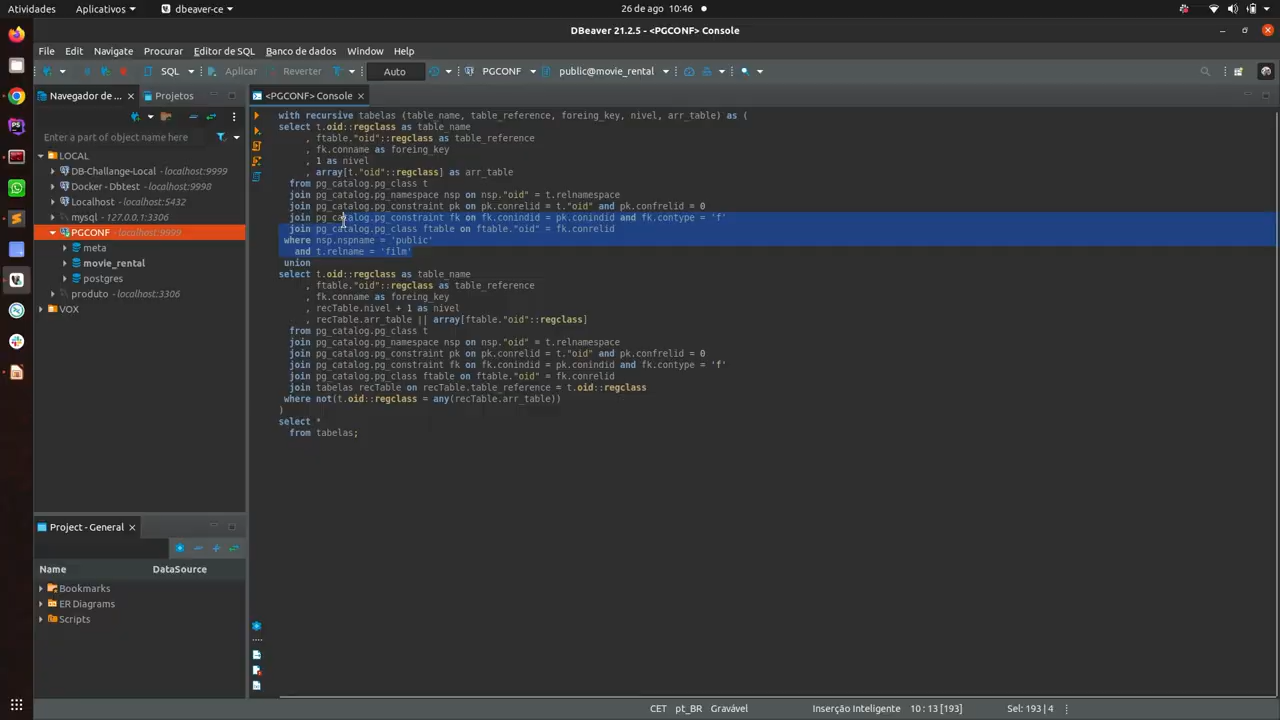 Atividades Aplicativos dbeaver-ce 26 de ago 10:46
DBeaver 21.2.5 - <PGCONF> Console
File Edit Navigate Procurar Editor de SQL Banco de dados Window Help
SQL Aplicar Reverter Auto PGCONF public@movie_rental
Navegador de ... Projetos
Enter a part of object name here
LOCAL
DB-Challange-Local - localhost:9999
Docker - Dbtest - localhost:9998
Localhost - localhost:5432
mysql - 127.0.0.1:3306
PGCONF - localhost:9999
meta
movie_rental
postgres
produto - localhost:3306
VOX
Project - General
Name DataSource
Bookmarks
ER Diagrams
Scripts
<PGCONF> Console
with recursive tabelas (table_name, table_reference, foreing_key, nivel, arr_table) as (
select t.oid::regclass as table_name
, ftable."oid"::regclass as table_reference
, fk.conname as foreing_key
, 1 as nivel
, array[t."oid"::regclass] as arr_table
from pg_catalog.pg_class t
join pg_catalog.pg_namespace nsp on nsp."oid" = t.relnamespace
join pg_catalog.pg_constraint pk on pk.conrelid = t."oid" and pk.confrelid = 0
join pg_catalog.pg_constraint fk on fk.conindid = pk.conindid and fk.contype = 'f'
join pg_catalog.pg_class ftable on ftable."oid" = fk.conrelid
where nsp.nspname = 'public'
and t.relname = 'film'
union
select t.oid::regclass as table_name
, ftable."oid"::regclass as table_reference
, fk.conname as foreing_key
, recTable.nivel + 1 as nivel
, recTable.arr_table || array[ftable."oid"::regclass]
from pg_catalog.pg_class t
join pg_catalog.pg_namespace nsp on nsp."oid" = t.relnamespace
join pg_catalog.pg_constraint pk on pk.conrelid = t."oid" and pk.confrelid = 0
join pg_catalog.pg_constraint fk on fk.conindid = pk.conindid and fk.contype = 'f'
join pg_catalog.pg_class ftable on ftable."oid" = fk.conrelid
join tabelas recTable on recTable.table_reference = t.oid::regclass
where not(t.oid::regclass = any(recTable.arr_table))
)
select *
from tabelas;
CET pt_BR Gravável Inserção Inteligente 10 : 13 [193] Sel: 193 | 4